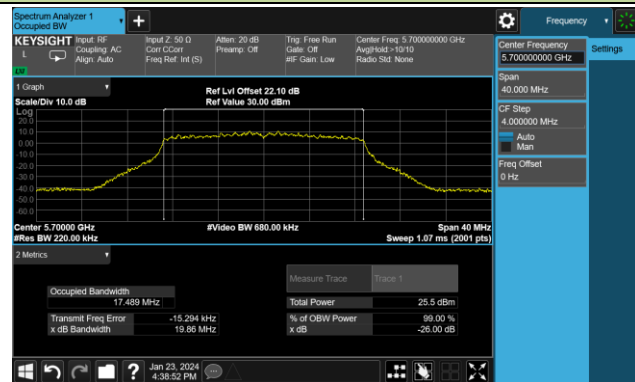 Spectrum Analyzer 1
Occupied BW
Frequency
KEYSIGHT
L
Input: RF
Coupling: AC
Align: Auto
Input Z: 50 Ω
Corr CCorr
Freq Ref: Int (S)
Atten: 20 dB
Preamp: Off
Trig: Free Run
Gate: Off
#IF Gain: Low
Center Freq: 5.700000000 GHz
Avg|Hold:>10/10
Radio Std: None
Center Frequency
5.700000000 GHz
Settings
Span
40.000 MHz
CF Step
4.000000 MHz
Auto
Man
Freq Offset
0 Hz
1 Graph
Scale/Div 10.0 dB
Ref Lvl Offset 22.10 dB
Ref Value 30.00 dBm
Log
20.0
10.0
0.00
-10.0
-20.0
-30.0
-40.0
-50.0
-60.0
Center 5.70000 GHz
#Video BW 680.00 kHz
Span 40 MHz
#Res BW 220.00 kHz
Sweep 1.07 ms (2001 pts)
2 Metrics
Measure Trace
Trace 1
Occupied Bandwidth
17.489 MHz
Total Power
25.5 dBm
Transmit Freq Error
-15.294 kHz
% of OBW Power
99.00 %
x dB Bandwidth
19.86 MHz
x dB
-26.00 dB
Jan 23, 2024
4:38:52 PM